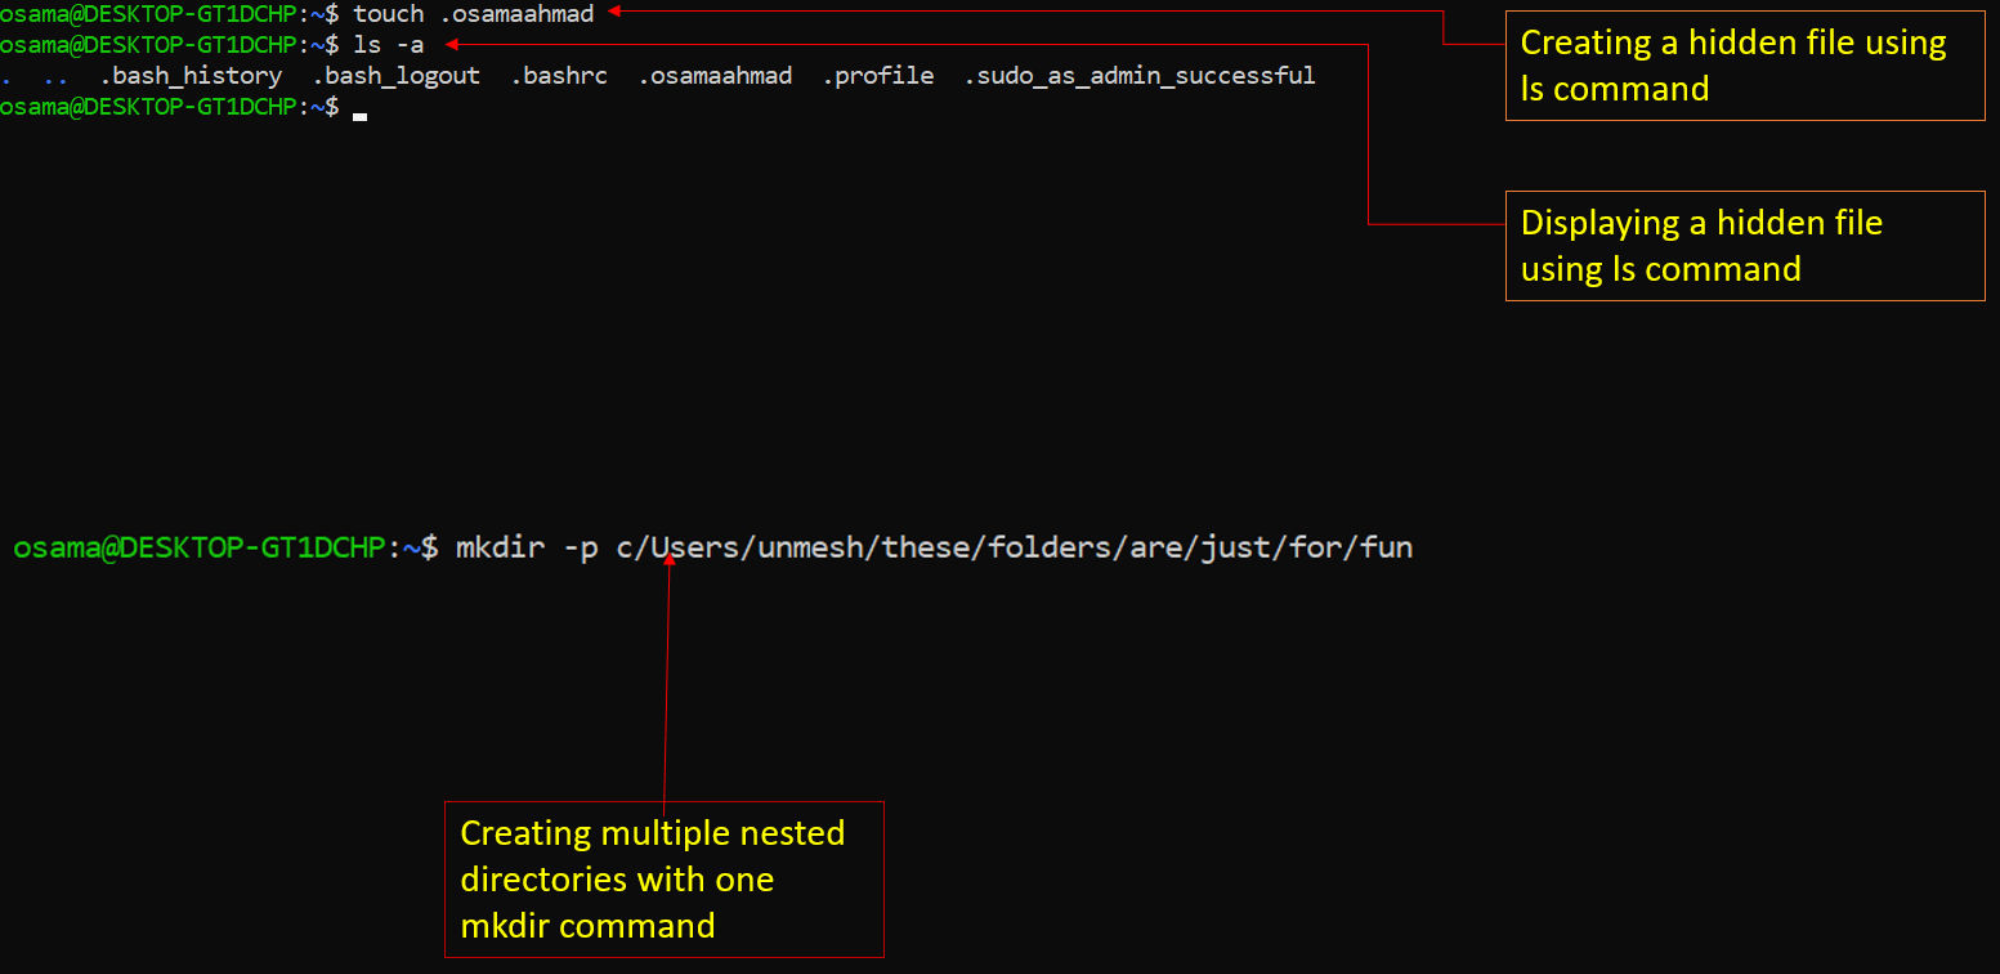 osama@DESKTOP-GT1DCHP:~$ touch .osamaahmad
osama@DESKTOP-GT1DCHP:~$ ls -a
. .. .bash_history .bash_logout .bashrc .osamaahmad .profile .sudo_as_admin_successful
osama@DESKTOP-GT1DCHP:~$
Creating a hidden file using
ls command
Displaying a hidden file
using ls command
osama@DESKTOP-GT1DCHP:~$ mkdir -p c/Users/unmesh/these/folders/are/just/for/fun
Creating multiple nested
directories with one
mkdir command